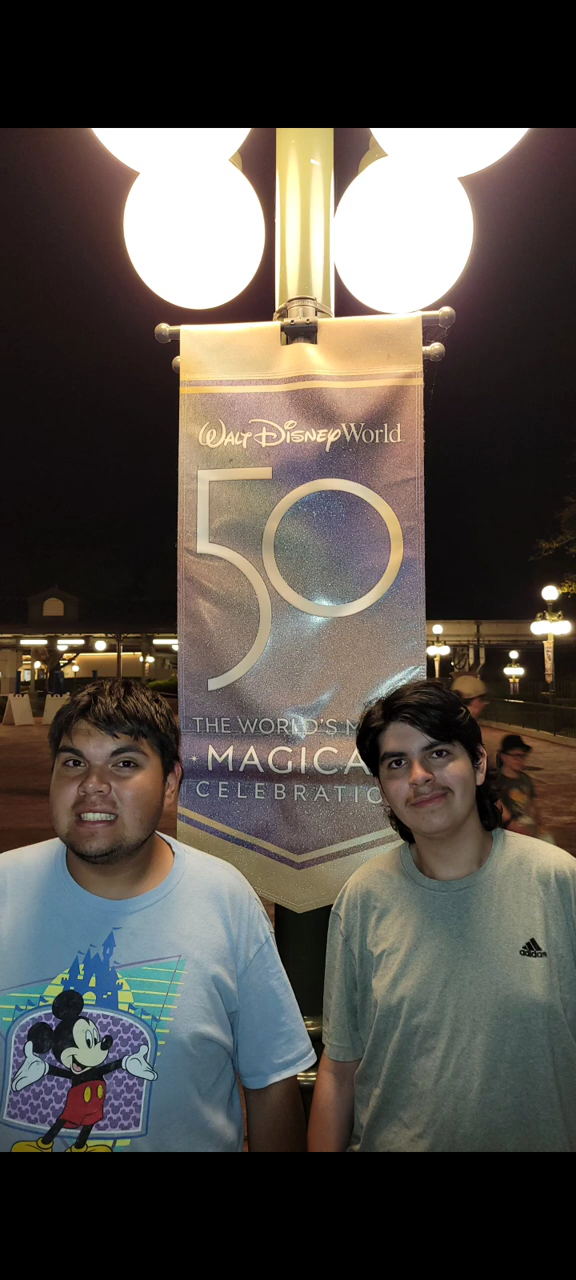 Walt Disney World
50
THE WORLD'S M
MAGICA
CELEBRATIO
adidas